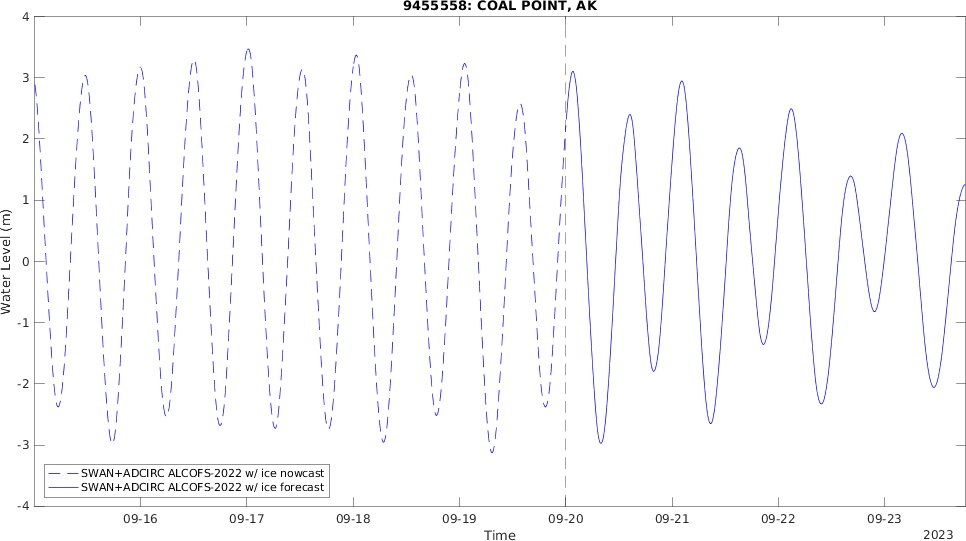 9455558: COAL POINT, AK
4
3
2
1
0
-1
-2
-3
-4
Water Level (m)
SWAN+ADCIRC ALCOFS-2022 w/ ice nowcast
SWAN+ADCIRC ALCOFS-2022 w/ ice forecast
09-16 09-17 09-18 09-19 09-20 09-21 09-22 09-23
Time
2023